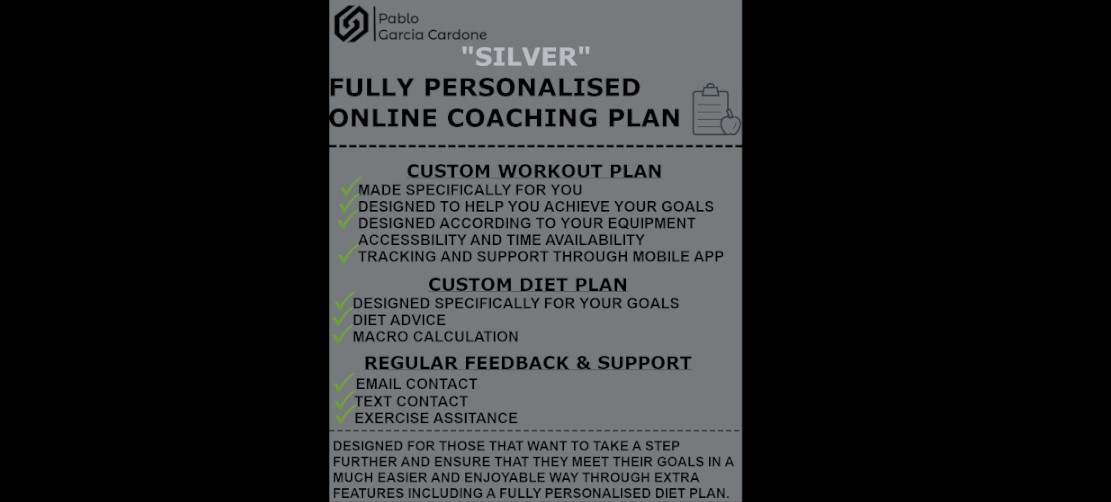 Pablo
Garcia Cardone
"SILVER"
FULLY PERSONALISED
ONLINE COACHING PLAN
CUSTOM WORKOUT PLAN
MADE SPECIFICALLY FOR YOU
DESIGNED TO HELP YOU ACHIEVE YOUR GOALS
DESIGNED ACCORDING TO YOUR EQUIPMENT
ACCESSBILITY AND TIME AVAILABILITY
TRACKING AND SUPPORT THROUGH MOBILE APP
CUSTOM DIET PLAN
DESIGNED SPECIFICALLY FOR YOUR GOALS
DIET ADVICE
MACRO CALCULATION
REGULAR FEEDBACK & SUPPORT
EMAIL CONTACT
TEXT CONTACT
EXERCISE ASSITANCE
DESIGNED FOR THOSE THAT WANT TO TAKE A STEP
FURTHER AND ENSURE THAT THEY MEET THEIR GOALS IN A
MUCH EASIER AND ENJOYABLE WAY THROUGH EXTRA
FEATURES INCLUDING A FULLY PERSONALISED DIET PLAN.